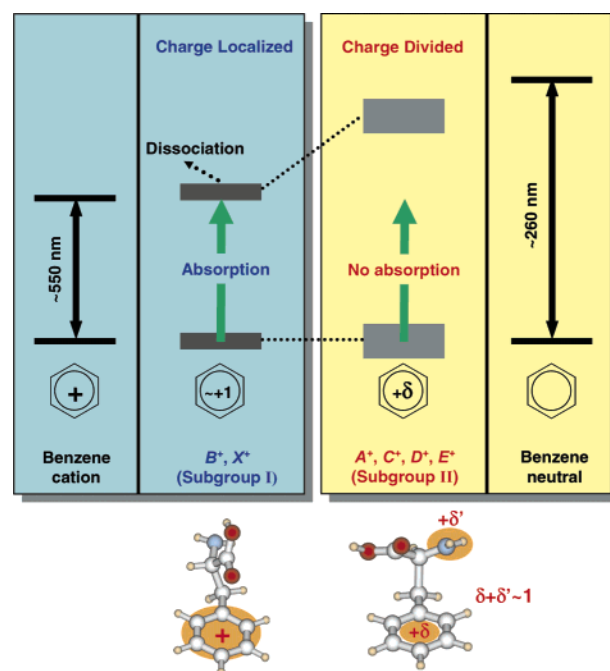 Charge Localized
Charge Divided
Dissociation
~550 nm
Absorption
No absorption
~260 nm
+
~+1
+δ
Benzene
cation
B⁺, X⁺
(Subgroup I)
A⁺, C⁺, D⁺, E⁺
(Subgroup II)
Benzene
neutral
+δ'
δ+δ'~1
+
+δ